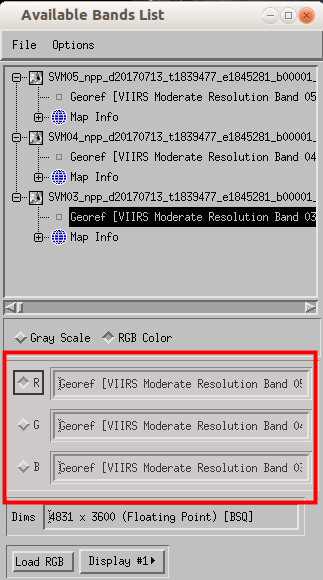 Available Bands List
File Options
SVM05_npp_d20170713_t1839477_e1845281_b00001_
Georef [VIIRS Moderate Resolution Band 05
Map Info
SVM04_npp_d20170713_t1839477_e1845281_b00001_
Georef [VIIRS Moderate Resolution Band 04
Map Info
SVM03_npp_d20170713_t1839477_e1845281_b00001_
Georef [VIIRS Moderate Resolution Band 03
Map Info
Gray Scale RGB Color
R Georef [VIIRS Moderate Resolution Band 05
G Georef [VIIRS Moderate Resolution Band 04
B Georef [VIIRS Moderate Resolution Band 03
Dims 4831 x 3600 (Floating Point) [BSQ]
Load RGB Display #1